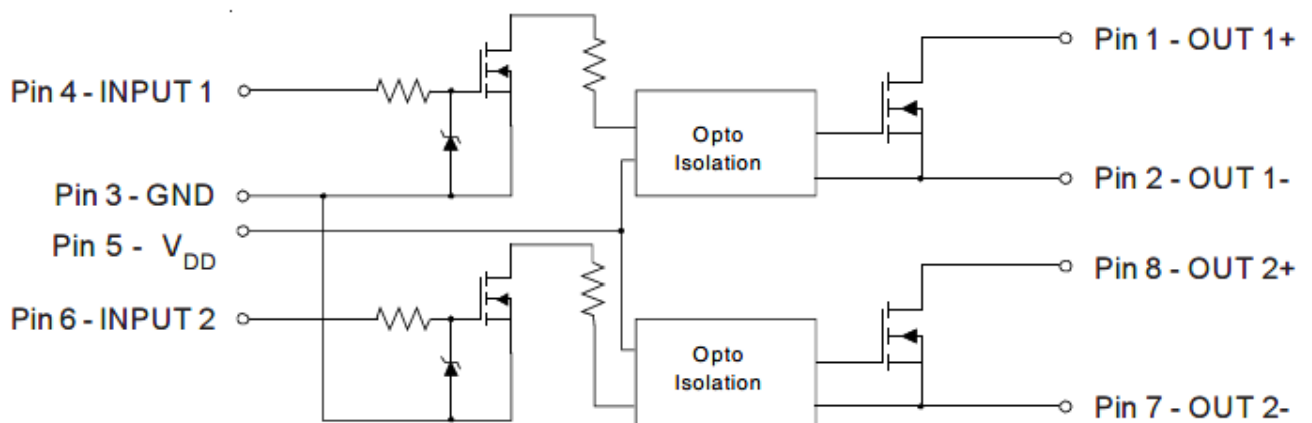 Pin 1 - OUT 1+
Pin 4 - INPUT 1
Opto
Isolation
Pin 3 - GND
Pin 2 - OUT 1-
Pin 5 - VDD
Pin 8 - OUT 2+
Pin 6 - INPUT 2
Opto
Isolation
Pin 7 - OUT 2-